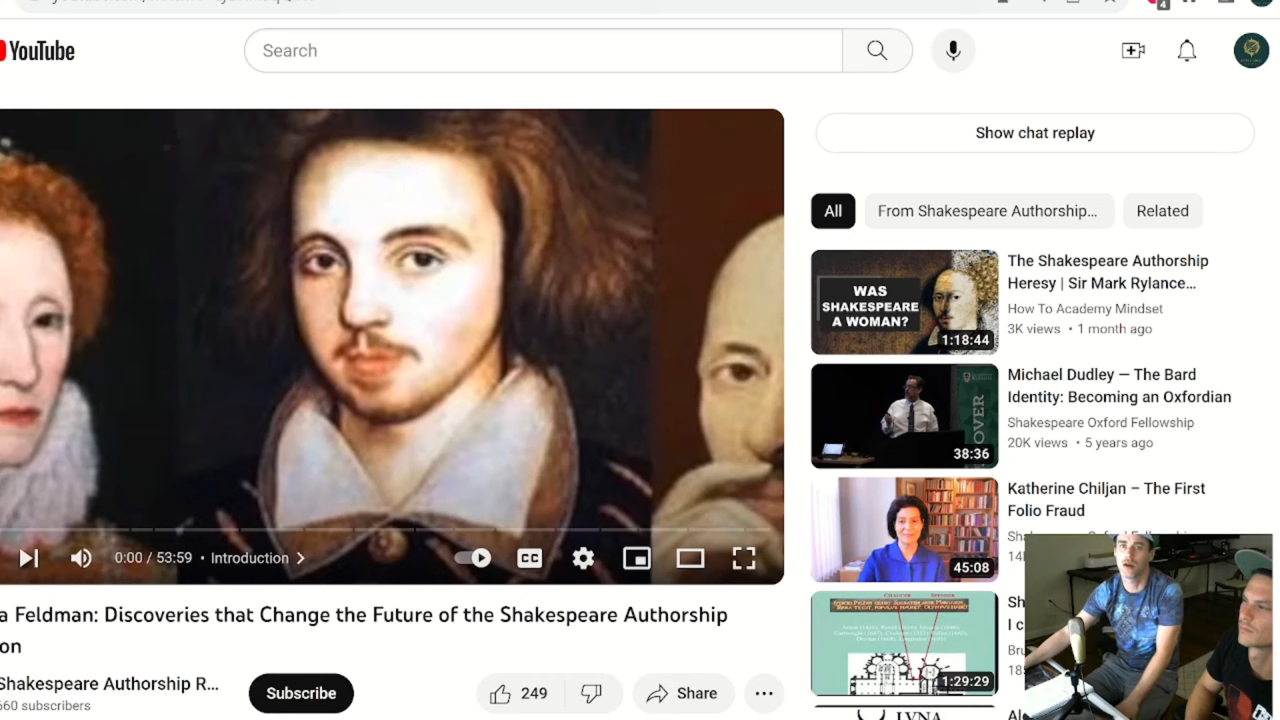 4
YouTube
Search
Show chat replay
All
From Shakespeare Authorship...
Related
The Shakespeare Authorship
Heresy | Sir Mark Rylance...
How To Academy Mindset
3K views • 1 month ago
WAS
SHAKESPEARE
A WOMAN?
1:18:44
Michael Dudley — The Bard
Identity: Becoming an Oxfordian
Shakespeare Oxford Fellowship
20K views • 5 years ago
OVER
38:36
Katherine Chiljan – The First
Folio Fraud
45:08
1:29:29
0:00 / 53:59 • Introduction
CC
a Feldman: Discoveries that Change the Future of the Shakespeare Authorship
on
Shakespeare Authorship R...
660 subscribers
Subscribe
249
Share